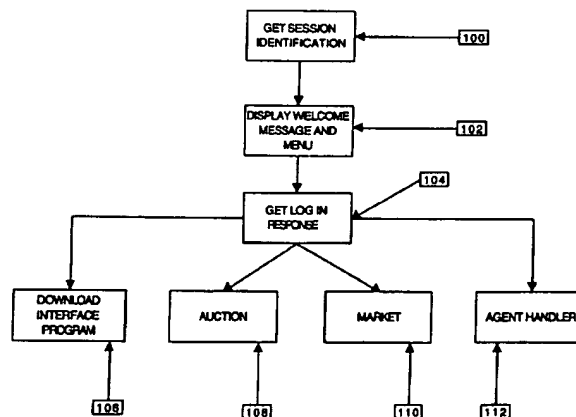 GET SESSION
IDENTIFICATION
100
DISPLAY WELCOME
MESSAGE AND
MENU
102
104
GET LOG IN
RESPONSE
DOWNLOAD
INTERFACE
PROGRAM
AUCTION
MARKET
AGENT HANDLER
106
108
110
112